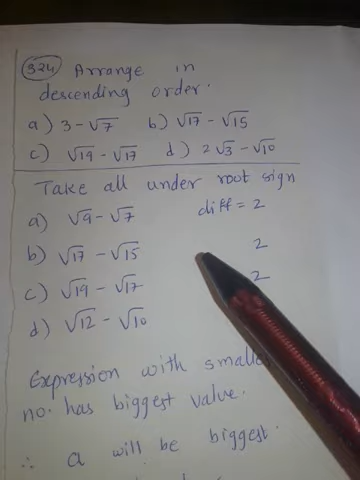 324 Arrange in
descending order.
a) 3 - √7 b) √17 - √15
c) √19 - √17 d) 2√3 - √10
Take all under root sign
a) √9 - √7 diff = 2
b) √17 - √15 2
c) √19 - √17 2
d) √12 - √10
Expression with smaller
no. has biggest value.
∴ a will be biggest.